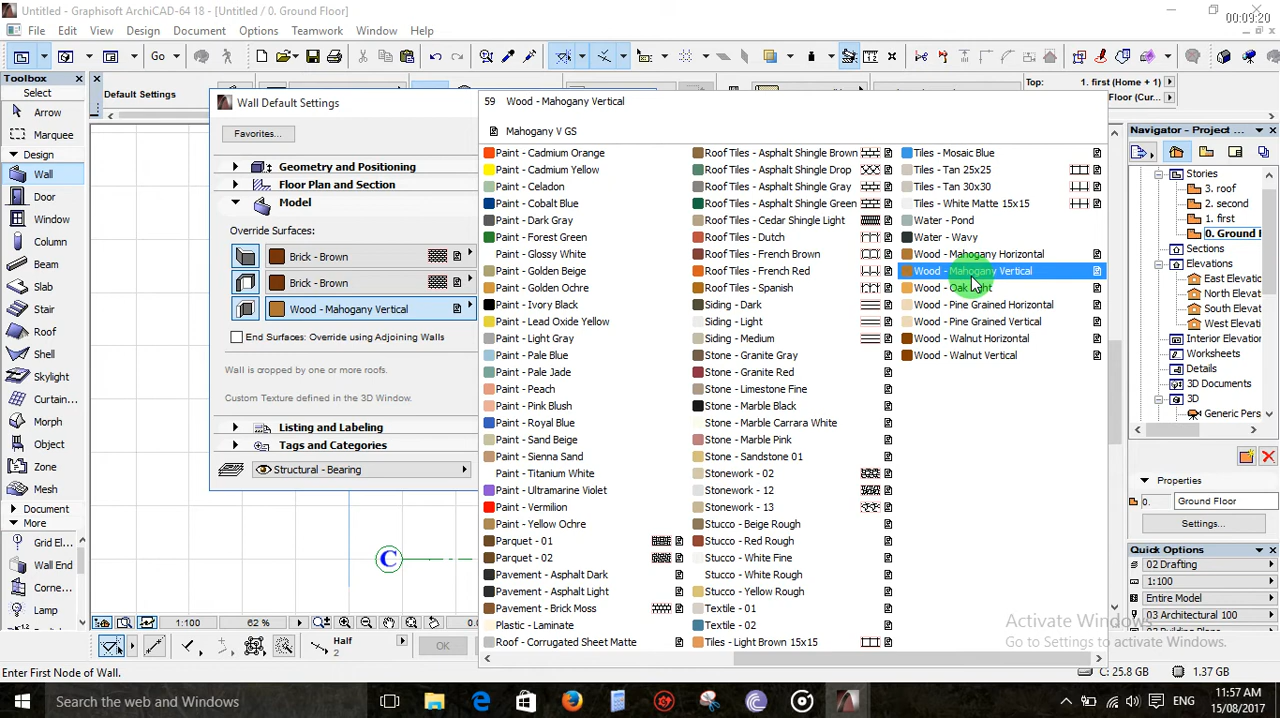 Untitled - Graphisoft ArchiCAD-64 18 - [Untitled / 0. Ground Floor]
00:09:20
File Edit View Design Document Options Teamwork Window Help
Go
Toolbox
Select
Arrow
Marquee
Design
Wall
Door
Window
Column
Beam
Slab
Stair
Roof
Shell
Skylight
Curtain...
Morph
Object
Zone
Mesh
Document
More
Grid El...
Wall End
Corne...
Lamp
Default Settings
Top: 1. first (Home + 1)
Floor (Cur...
Wall Default Settings
Favorites...
Geometry and Positioning
Floor Plan and Section
Model
Override Surfaces:
Brick - Brown
Brick - Brown
Wood - Mahogany Vertical
End Surfaces: Override using Adjoining Walls
Wall is cropped by one or more roofs.
Custom Texture defined in the 3D Window.
Listing and Labeling
Tags and Categories
Structural - Bearing
59 Wood - Mahogany Vertical
Mahogany V GS
Paint - Cadmium Orange
Paint - Cadmium Yellow
Paint - Celadon
Paint - Cobalt Blue
Paint - Dark Gray
Paint - Forest Green
Paint - Glossy White
Paint - Golden Beige
Paint - Golden Ochre
Paint - Ivory Black
Paint - Lead Oxide Yellow
Paint - Light Gray
Paint - Pale Blue
Paint - Pale Jade
Paint - Peach
Paint - Pink Blush
Paint - Royal Blue
Paint - Sand Beige
Paint - Sienna Sand
Paint - Titanium White
Paint - Ultramarine Violet
Paint - Vermilion
Paint - Yellow Ochre
Parquet - 01
Parquet - 02
Pavement - Asphalt Dark
Pavement - Asphalt Light
Pavement - Brick Moss
Plastic - Laminate
Roof - Corrugated Sheet Matte
Roof Tiles - Asphalt Shingle Brown
Roof Tiles - Asphalt Shingle Drop
Roof Tiles - Asphalt Shingle Gray
Roof Tiles - Asphalt Shingle Green
Roof Tiles - Cedar Shingle Light
Roof Tiles - Dutch
Roof Tiles - French Brown
Roof Tiles - French Red
Roof Tiles - Spanish
Siding - Dark
Siding - Light
Siding - Medium
Stone - Granite Gray
Stone - Granite Red
Stone - Limestone Fine
Stone - Marble Black
Stone - Marble Carrara White
Stone - Marble Pink
Stone - Sandstone 01
Stonework - 02
Stonework - 12
Stonework - 13
Stucco - Beige Rough
Stucco - Red Rough
Stucco - White Fine
Stucco - White Rough
Stucco - Yellow Rough
Textile - 01
Textile - 02
Tiles - Light Brown 15x15
Tiles - Mosaic Blue
Tiles - Tan 25x25
Tiles - Tan 30x30
Tiles - White Matte 15x15
Water - Pond
Water - Wavy
Wood - Mahogany Horizontal
Wood - Mahogany Vertical
Wood - Oak
Wood - Pine Grained Horizontal
Wood - Pine Grained Vertical
Wood - Walnut Horizontal
Wood - Walnut Vertical
Navigator - Project ...
Stories
3. roof
2. second
1. first
0. Ground F
Sections
Elevations
East Elevatio
North Elevat
South Elevat
West Elevati
Interior Elevation
Worksheets
Details
3D Documents
3D
Generic Pers
Properties
0. Ground Floor
Settings...
Quick Options
02 Drafting
1:100
Entire Model
03 Architectural 100
C
1:100 62 %
Half
2
OK
Enter First Node of Wall.
Activate Windows
Go to Settings to activate Windows.
C: 25.8 GB 1.37 GB
Search the web and Windows
ENG
11:57 AM
15/08/2017